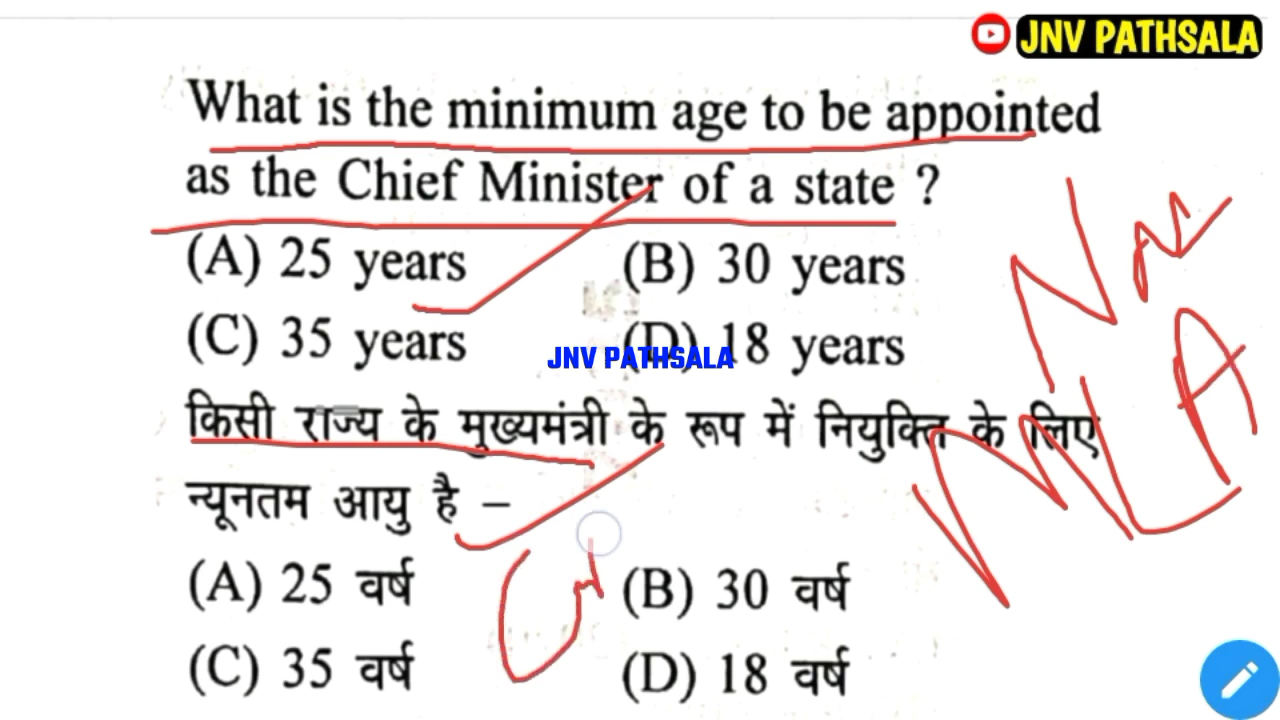 JNV PATHSALA
What is the minimum age to be appointed
as the Chief Minister of a state ?
(A) 25 years (B) 30 years
(C) 35 years (D) 18 years
JNV PATHSALA
किसी राज्य के मुख्यमंत्री के रूप में नियुक्ति के लिए
न्यूनतम आयु है –
(A) 25 वर्ष (B) 30 वर्ष
(C) 35 वर्ष (D) 18 वर्ष
MLA